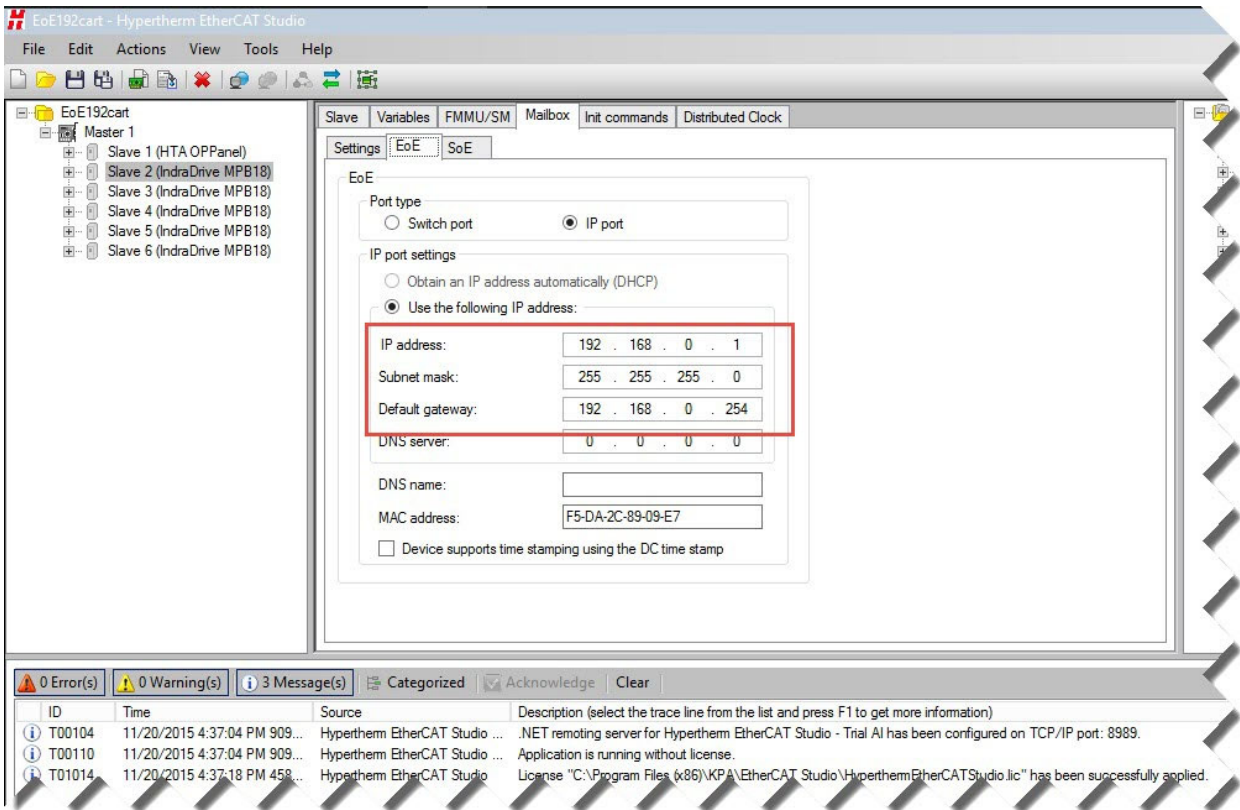 EoE192cart - Hypertherm EtherCAT Studio
File Edit Actions View Tools Help
EoE192cart
Master 1
Slave 1 (HTA OPPanel)
Slave 2 (IndraDrive MPB18)
Slave 3 (IndraDrive MPB18)
Slave 4 (IndraDrive MPB18)
Slave 5 (IndraDrive MPB18)
Slave 6 (IndraDrive MPB18)
Slave Variables FMMU/SM Mailbox Init commands Distributed Clock
Settings EoE SoE
EoE
Port type
Switch port IP port
IP port settings
Obtain an IP address automatically (DHCP)
Use the following IP address:
IP address: 192 . 168 . 0 . 1
Subnet mask: 255 . 255 . 255 . 0
Default gateway: 192 . 168 . 0 . 254
DNS server: 0 . 0 . 0 . 0
DNS name:
MAC address: F5-DA-2C-89-09-E7
Device supports time stamping using the DC time stamp
0 Error(s) 0 Warning(s) 3 Message(s) Categorized Acknowledge Clear
ID Time Source Description (select the trace line from the list and press F1 to get more information)
T00104 11/20/2015 4:37:04 PM 909... Hypertherm EtherCAT Studio ... .NET remoting server for Hypertherm EtherCAT Studio - Trial AI has been configured on TCP/IP port: 8989.
T00110 11/20/2015 4:37:04 PM 909... Hypertherm EtherCAT Studio ... Application is running without license.
T01014 11/20/2015 4:37:18 PM 458... Hypertherm EtherCAT Studio License "C:\Program Files (x86)\KPA\EtherCAT Studio\HyperthermEtherCATStudio.lic" has been successfully applied.